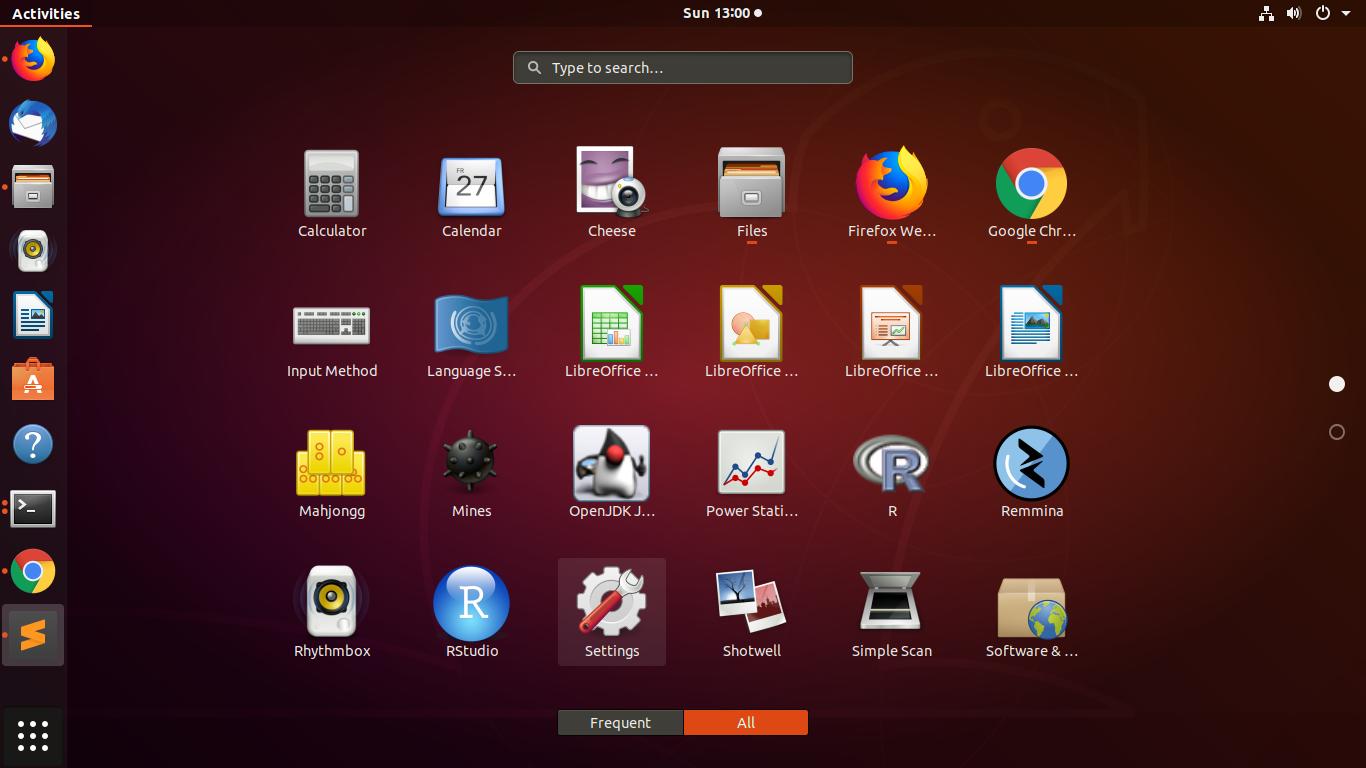 Activities
Sun 13:00
Type to search...
FR
27
Calculator
Calendar
Cheese
Files
Firefox We...
Google Chr...
Input Method
Language S...
LibreOffice ...
LibreOffice ...
LibreOffice ...
LibreOffice ...
Mahjongg
Mines
OpenJDK J...
Power Stati...
R
R
Remmina
R
Rhythmbox
RStudio
Settings
Shotwell
Simple Scan
Software & ...
Frequent
All